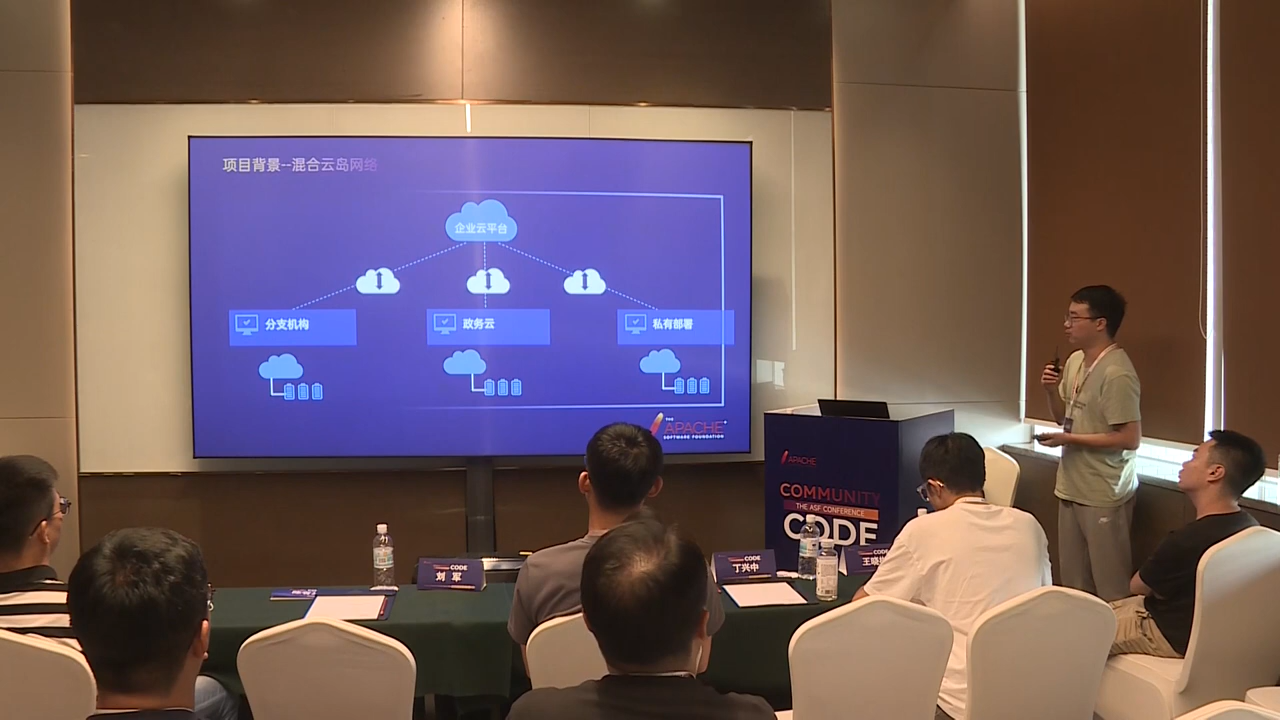 项目背景--混合云岛网络
企业云平台
分支机构
政务云
私有部署
THE
APACHE
SOFTWARE FOUNDATION
APACHE
COMMUNITY
THE ASF CONFERENCE
CODE
CODE
刘 军
CODE
丁兴中
CODE